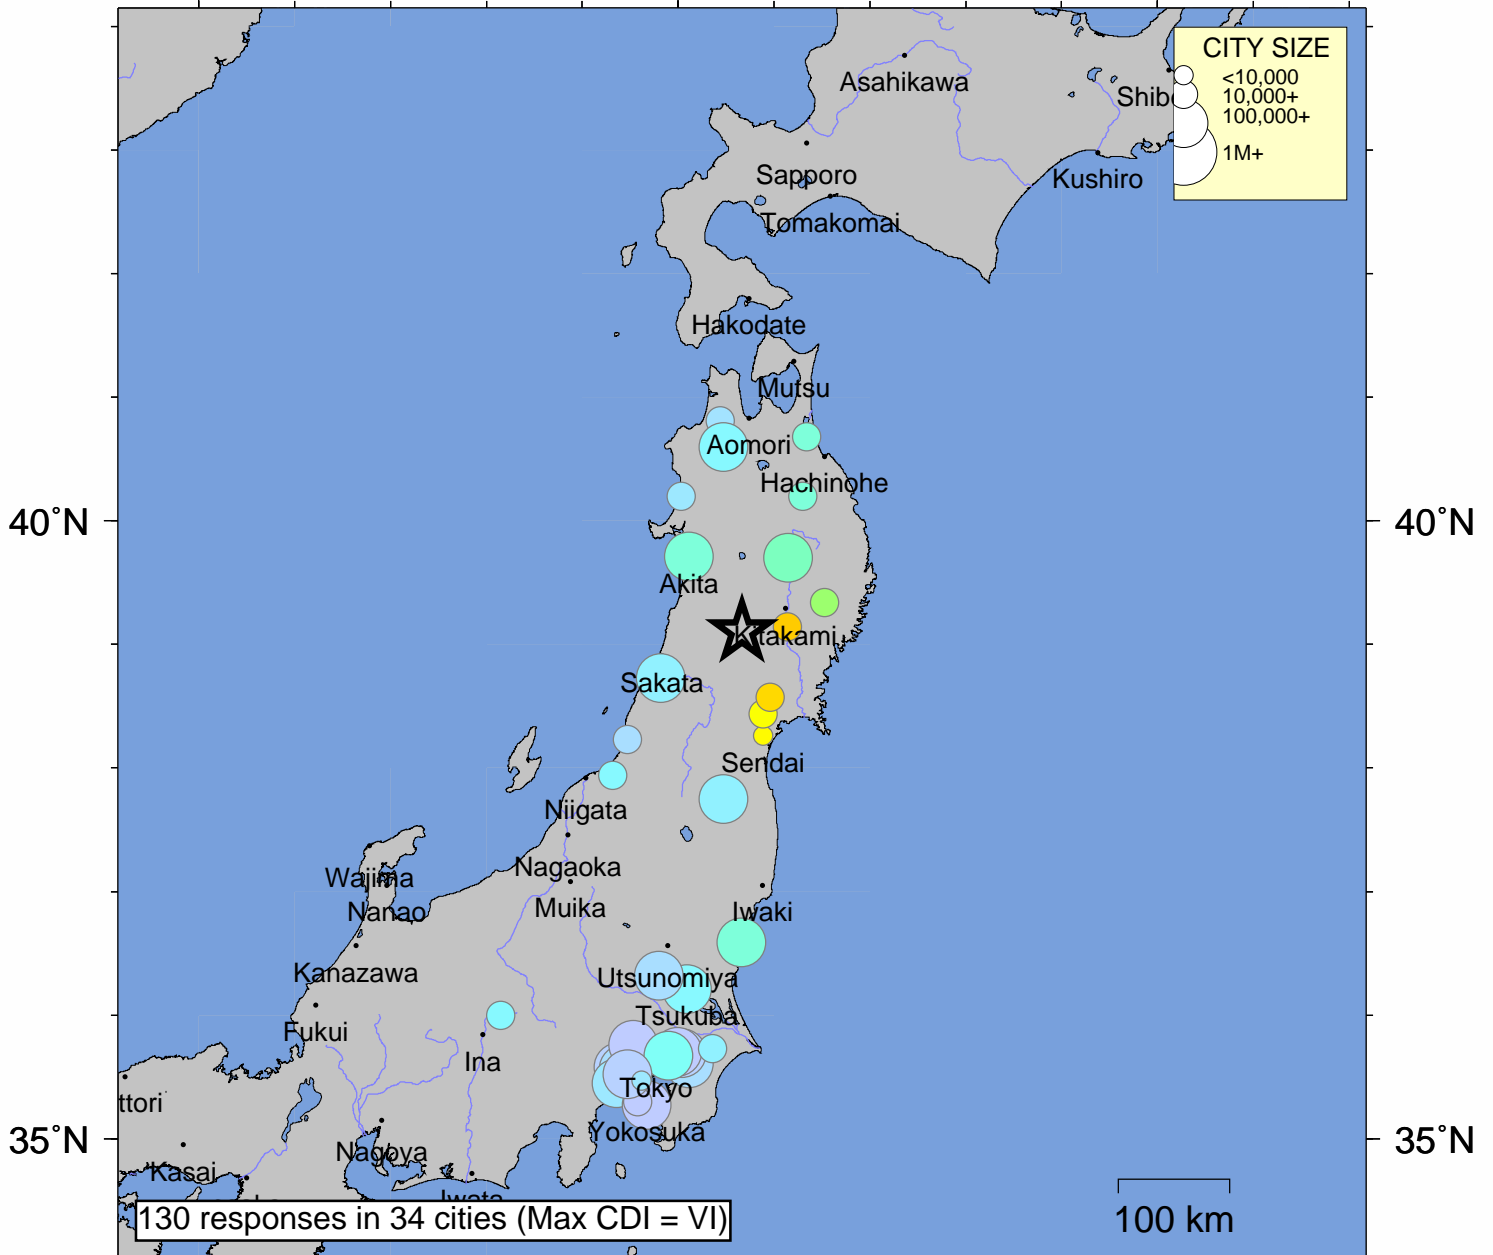 CITY SIZE
<10,000
10,000+
100,000+
1M+
Asahikawa
Sapporo
Kushiro
Tomakomai
Hakodate
Mutsu
Aomori
Hachinohe
40°N
40°N
Akita
Kitakami
Sakata
Sendai
Niigata
Nagaoka
Wajima
Muika
Nanao
Iwaki
Kanazawa
Utsunomiya
Tsukuba
Fukui
Ina
Tokyo
ttori
Yokosuka
35°N
35°N
Nagoya
Kasai
130 responses in 34 cities (Max CDI = VI)
100 km